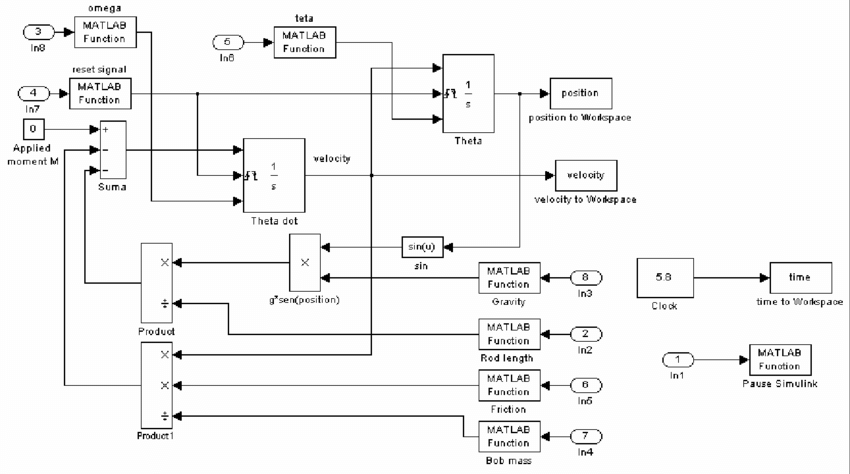 omega
3
MATLAB
Function
In8
teta
5
MATLAB
Function
In6
reset signal
4
MATLAB
Function
In7
1
s
Theta
position
position to Workspace
0
Applied
moment M
+
−
−
Suma
1
s
Theta dot
velocity
velocity
velocity to Workspace
×
g*sen(position)
sin(u)
sin
×
÷
Product
MATLAB
Function
Gravity
8
In3
5.8
Clock
time
time to Workspace
MATLAB
Function
Rod length
2
In2
×
×
÷
Product1
MATLAB
Function
Friction
6
In5
1
In1
MATLAB
Function
Pause Simulink
MATLAB
Function
Bob mass
7
In4